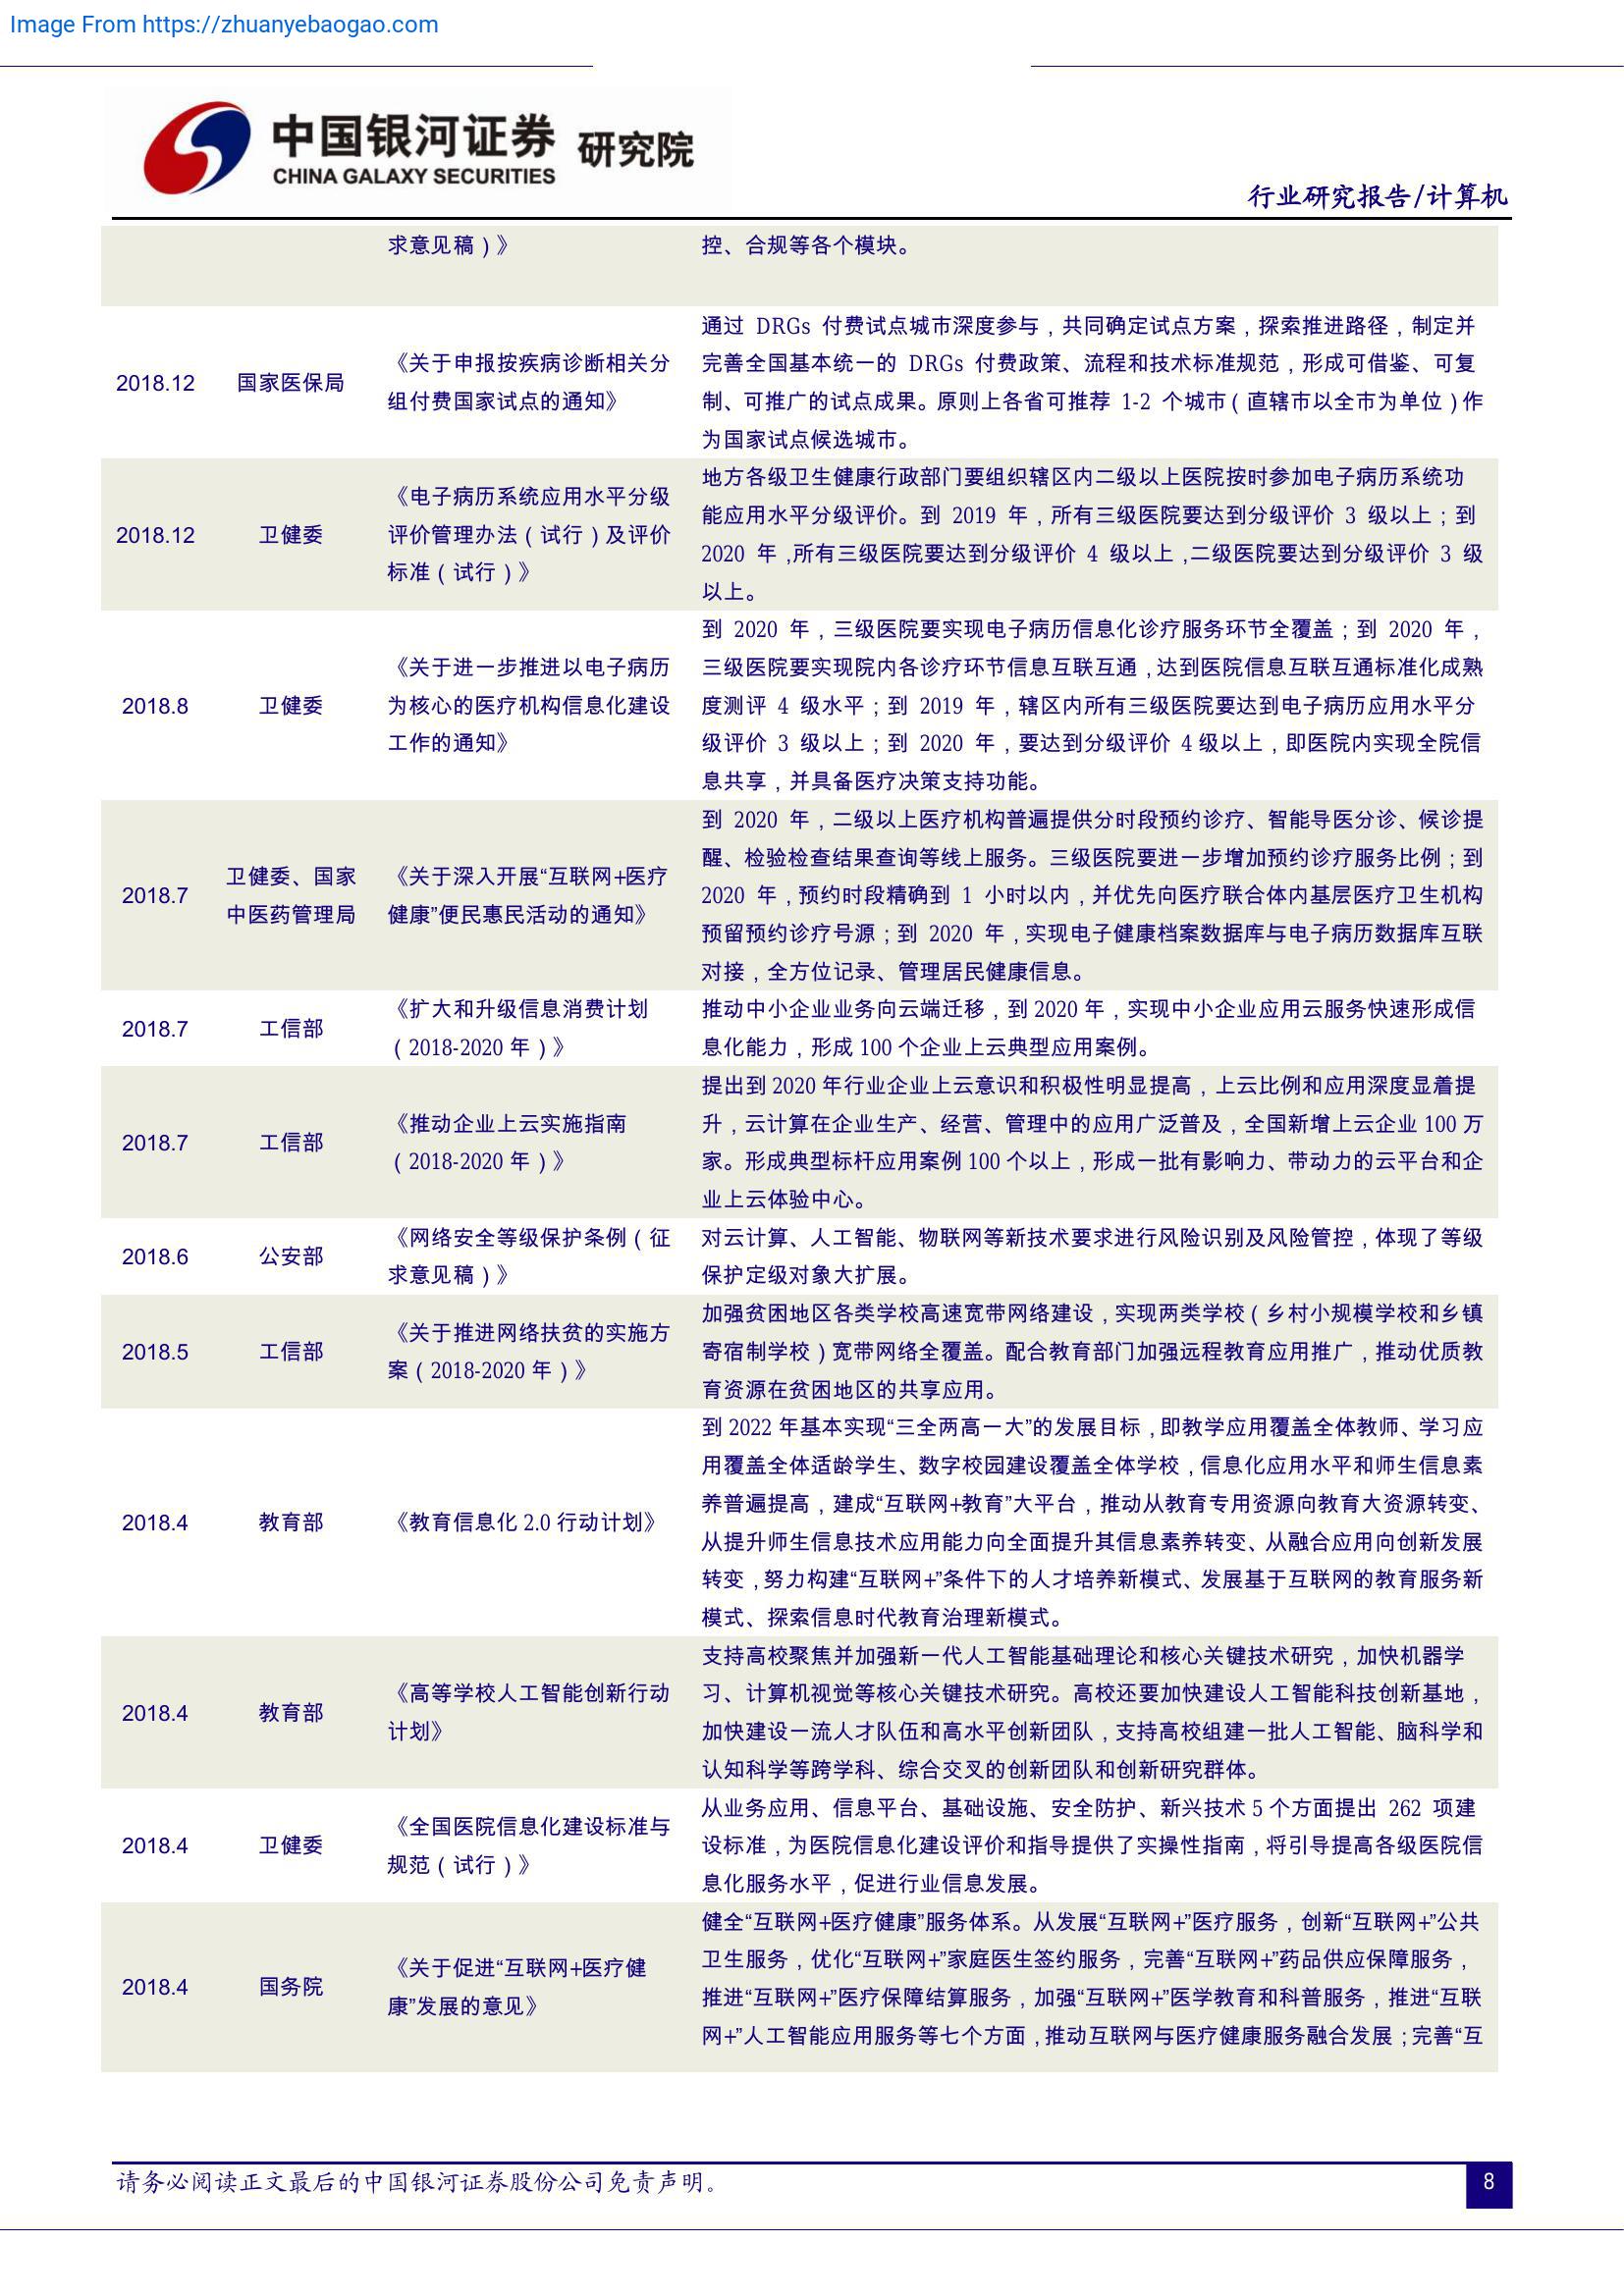 Image From https://zhuanyebaogao.com
中国银河证券 研究院
CHINA GALAXY SECURITIES
行业研究报告/计算机
求意见稿）》
控、合规等各个模块。
2018.12
国家医保局
《关于申报按疾病诊断相关分
组付费国家试点的通知》
通过 DRGs 付费试点城市深度参与，共同确定试点方案，探索推进路径，制定并
完善全国基本统一的 DRGs 付费政策、流程和技术标准规范，形成可借鉴、可复
制、可推广的试点成果。原则上各省可推荐 1-2 个城市（直辖市以全市为单位）作
为国家试点候选城市。
2018.12
卫健委
《电子病历系统应用水平分级
评价管理办法（试行）及评价
标准（试行）》
地方各级卫生健康行政部门要组织辖区内二级以上医院按时参加电子病历系统功
能应用水平分级评价。到 2019 年，所有三级医院要达到分级评价 3 级以上；到
2020 年，所有三级医院要达到分级评价 4 级以上，二级医院要达到分级评价 3 级
以上。
2018.8
卫健委
《关于进一步推进以电子病历
为核心的医疗机构信息化建设
工作的通知》
到 2020 年，三级医院要实现电子病历信息化诊疗服务环节全覆盖；到 2020 年，
三级医院要实现院内各诊疗环节信息互联互通，达到医院信息互联互通标准化成熟
度测评 4 级水平；到 2019 年，辖区内所有三级医院要达到电子病历应用水平分
级评价 3 级以上；到 2020 年，要达到分级评价 4 级以上，即医院内实现全院信
息共享，并具备医疗决策支持功能。
2018.7
卫健委、国家
中医药管理局
《关于深入开展“互联网+医疗
健康”便民惠民活动的通知》
到 2020 年，二级以上医疗机构普遍提供分时段预约诊疗、智能导医分诊、候诊提
醒、检验检查结果查询等线上服务。三级医院要进一步增加预约诊疗服务比例；到
2020 年，预约时段精确到 1 小时以内，并优先向医疗联合体内基层医疗卫生机构
预留预约诊疗号源；到 2020 年，实现电子健康档案数据库与电子病历数据库互联
对接，全方位记录、管理居民健康信息。
2018.7
工信部
《扩大和升级信息消费计划
（2018-2020 年）》
推动中小企业业务向云端迁移，到 2020 年，实现中小企业应用云服务快速形成信
息化能力，形成 100 个企业上云典型应用案例。
2018.7
工信部
《推动企业上云实施指南
（2018-2020 年）》
提出到 2020 年行业企业上云意识和积极性明显提高，上云比例和应用深度显着提
升，云计算在企业生产、经营、管理中的应用广泛普及，全国新增上云企业 100 万
家。形成典型标杆应用案例 100 个以上，形成一批有影响力、带动力的云平台和企
业上云体验中心。
2018.6
公安部
《网络安全等级保护条例（征
求意见稿）》
对云计算、人工智能、物联网等新技术要求进行风险识别及风险管控，体现了等级
保护定级对象大扩展。
2018.5
工信部
《关于推进网络扶贫的实施方
案（2018-2020 年）》
加强贫困地区各类学校高速宽带网络建设，实现两类学校（乡村小规模学校和乡镇
寄宿制学校）宽带网络全覆盖。配合教育部门加强远程教育应用推广，推动优质教
育资源在贫困地区的共享应用。
2018.4
教育部
《教育信息化 2.0 行动计划》
到 2022 年基本实现“三全两高一大”的发展目标，即教学应用覆盖全体教师、学习应
用覆盖全体适龄学生、数字校园建设覆盖全体学校，信息化应用水平和师生信息素
养普遍提高，建成“互联网+教育”大平台，推动从教育专用资源向教育大资源转变、
从提升师生信息技术应用能力向全面提升其信息素养转变、从融合应用向创新发展
转变，努力构建“互联网+”条件下的人才培养新模式、发展基于互联网的教育服务新
模式、探索信息时代教育治理新模式。
2018.4
教育部
《高等学校人工智能创新行动
计划》
支持高校聚焦并加强新一代人工智能基础理论和核心关键技术研究，加快机器学
习、计算机视觉等核心关键技术研究。高校还要加快建设人工智能科技创新基地，
加快建设一流人才队伍和高水平创新团队，支持高校组建一批人工智能、脑科学和
认知科学等跨学科、综合交叉的创新团队和创新研究群体。
2018.4
卫健委
《全国医院信息化建设标准与
规范（试行）》
从业务应用、信息平台、基础设施、安全防护、新兴技术 5 个方面提出 262 项建
设标准，为医院信息化建设评价和指导提供了实操性指南，将引导提高各级医院信
息化服务水平，促进行业信息发展。
2018.4
国务院
《关于促进“互联网+医疗健
康”发展的意见》
健全“互联网+医疗健康”服务体系。从发展“互联网+”医疗服务，创新“互联网+”公共
卫生服务，优化“互联网+”家庭医生签约服务，完善“互联网+”药品供应保障服务，
推进“互联网+”医疗保障结算服务，加强“互联网+”医学教育和科普服务，推进“互联
网+”人工智能应用服务等七个方面，推动互联网与医疗健康服务融合发展；完善“互
请务必阅读正文最后的中国银河证券股份公司免责声明。
8